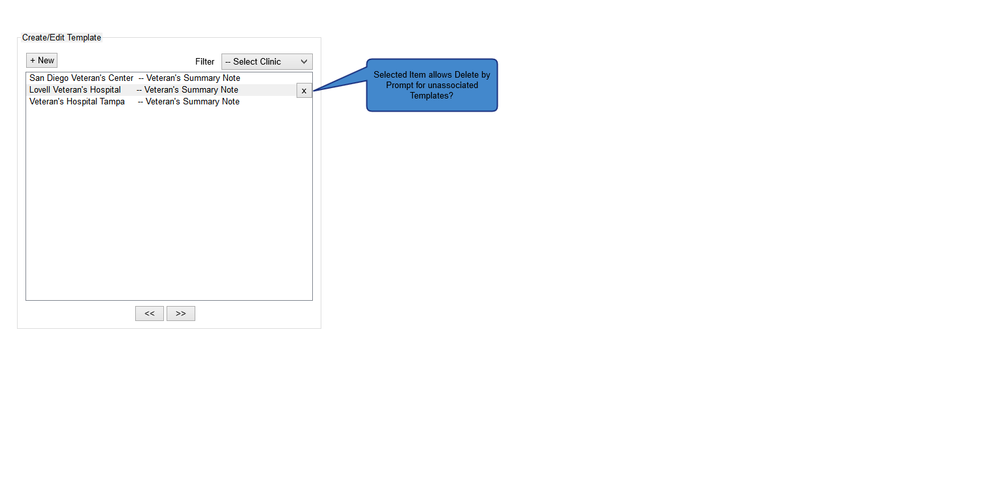 Create/Edit Template
+ New Filter -- Select Clinic
San Diego Veteran's Center -- Veteran's Summary Note
Lovell Veteran's Hospital -- Veteran's Summary Note x
Veteran's Hospital Tampa -- Veteran's Summary Note
Selected Item allows Delete by
Prompt for unassociated
Templates?
<< >>